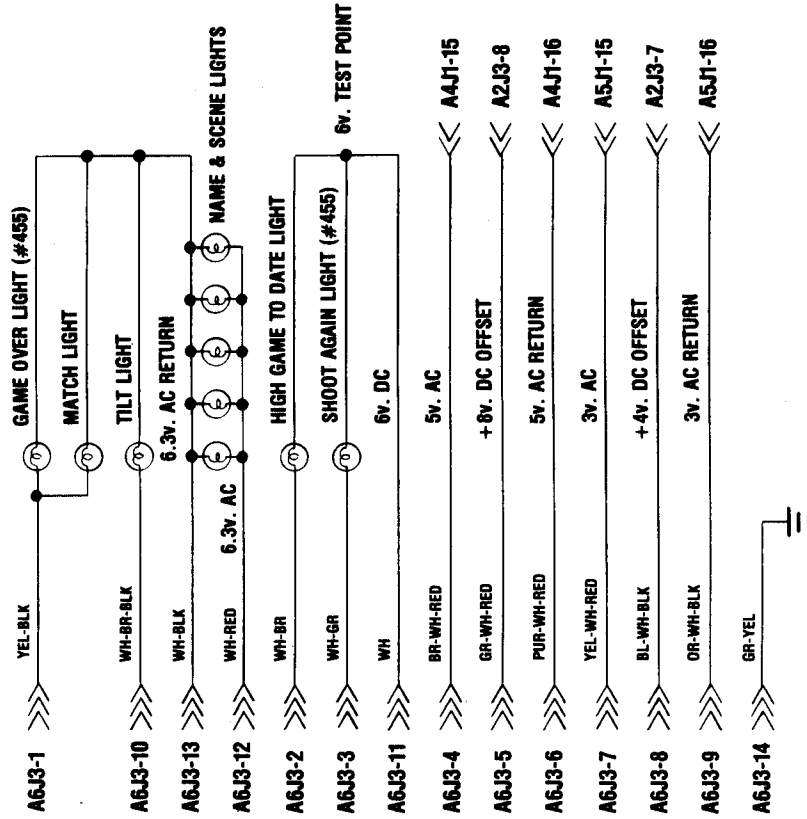 A6J3-1 YEL-BLK GAME OVER LIGHT (#455)
MATCH LIGHT
A6J3-10 WH-BR-BLK TILT LIGHT
A6J3-13 WH-BLK 6.3v. AC RETURN
NAME & SCENE LIGHTS
A6J3-12 WH-RED 6.3v. AC
A6J3-2 WH-BR HIGH GAME TO DATE LIGHT
A6J3-3 WH-GR SHOOT AGAIN LIGHT (#455) 6v. TEST POINT
A6J3-11 WH 6v. DC
A6J3-4 BR-WH-RED 5v. AC A4J1-15
A6J3-5 GR-WH-RED +8v. DC OFFSET A2J3-8
A6J3-6 PUR-WH-RED 5v. AC RETURN A4J1-16
A6J3-7 YEL-WH-RED 3v. AC A5J1-15
A6J3-8 BL-WH-BLK +4v. DC OFFSET A2J3-7
A6J3-9 OR-WH-BLK 3v. AC RETURN A5J1-16
A6J3-14 GR-YEL